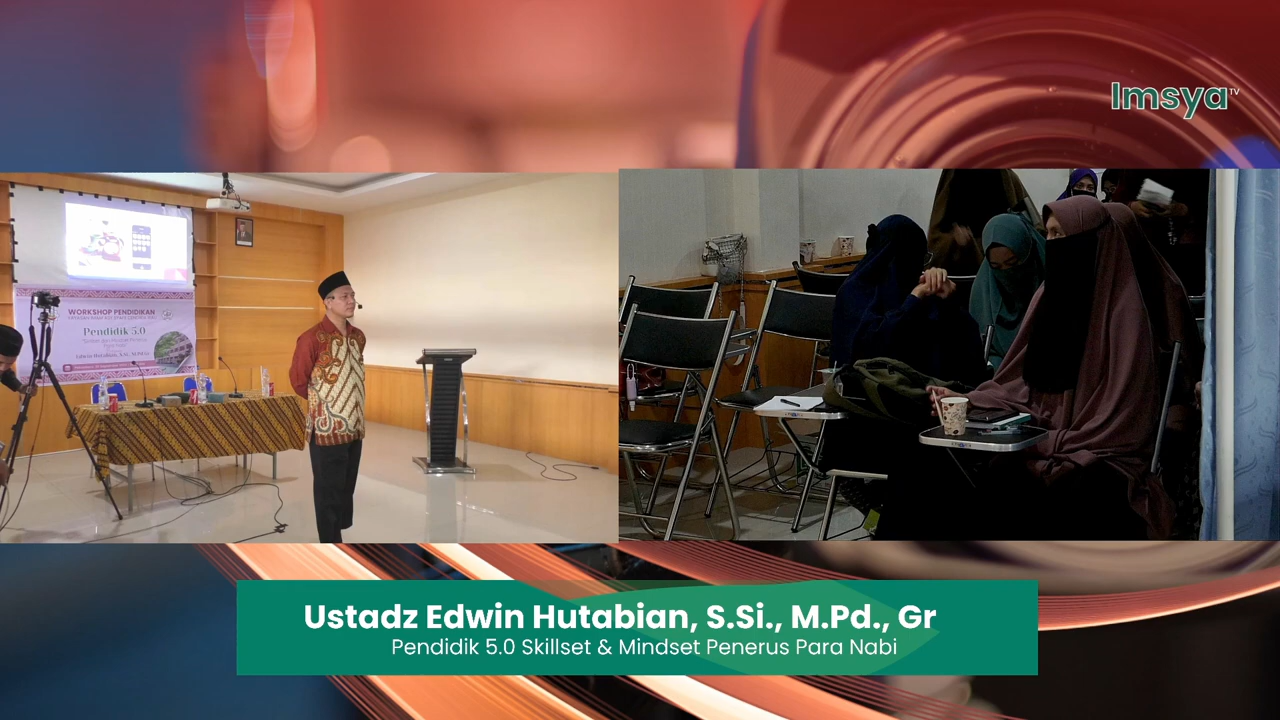 Imsya TV
WORKSHOP PENDIDIKAN
Pendidik 5.0
Edwin Hutabian, S.Si., M.Pd., Gr
Ustadz Edwin Hutabian, S.Si., M.Pd., Gr
Pendidik 5.0 Skillset & Mindset Penerus Para Nabi